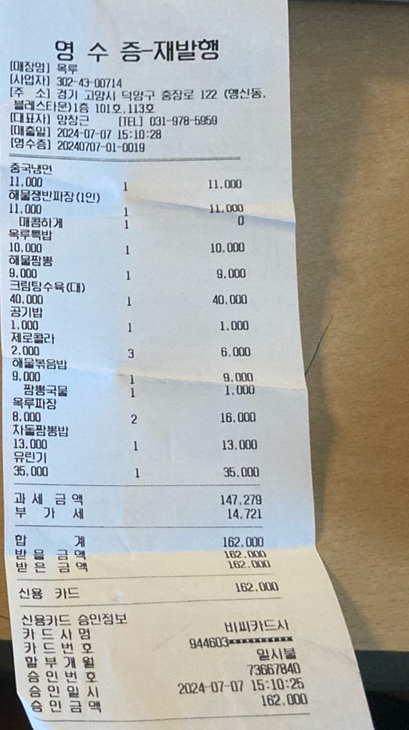 영 수 증-재발행
[매장명] 옥루
[사업자] 302-43-00714
[주 소] 경기 고양시 덕양구 충장로 122 (행신동,
블레스타운)1층 101호,113호
[대표자] 양창근 [TEL] 031-978-5959
[매출일] 2024-07-07 15:10:28
[영수증] 20240707-01-0019
중국냉면
11,000 1 11,000
해물쟁반짜장(1인)
11,000 1 11,000
매콤하게 1 0
옥루특밥
10,000 1 10,000
해물짬뽕
9,000 1 9,000
크림탕수육(대)
40,000 1 40,000
공기밥
1,000 1 1,000
제로콜라
2,000 3 6,000
해물볶음밥
9,000 1 9,000
짬뽕국물 1 1,000
옥루짜장
8,000 2 16,000
차돌짬뽕밥
13,000 1 13,000
유린기
35,000 1 35,000
과 세 금 액 147,279
부 가 세 14,721
합 계 162,000
받을 금액 162,000
받은 금액 162,000
신용 카드 162,000
신용카드 승인정보
카 드 사 명 비씨카드사
카 드 번 호 944603**********
할 부 개 월 일시불
승 인 번 호 73667840
승 인 일 시 2024-07-07 15:10:25
승 인 금 액 162,000